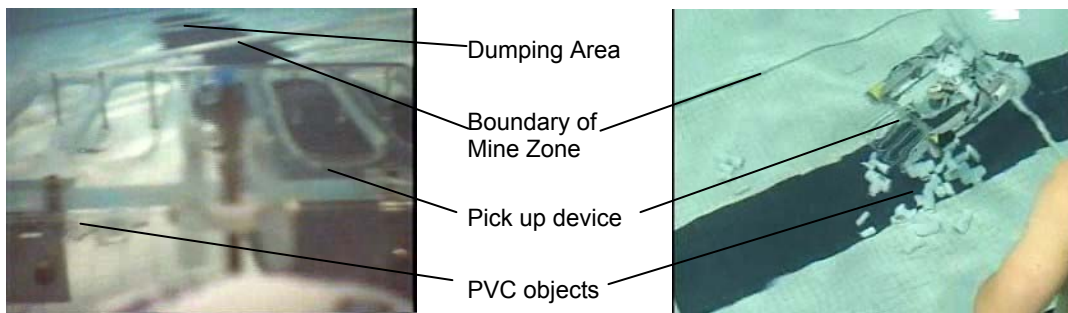 Dumping Area
Boundary of
Mine Zone
Pick up device
PVC objects